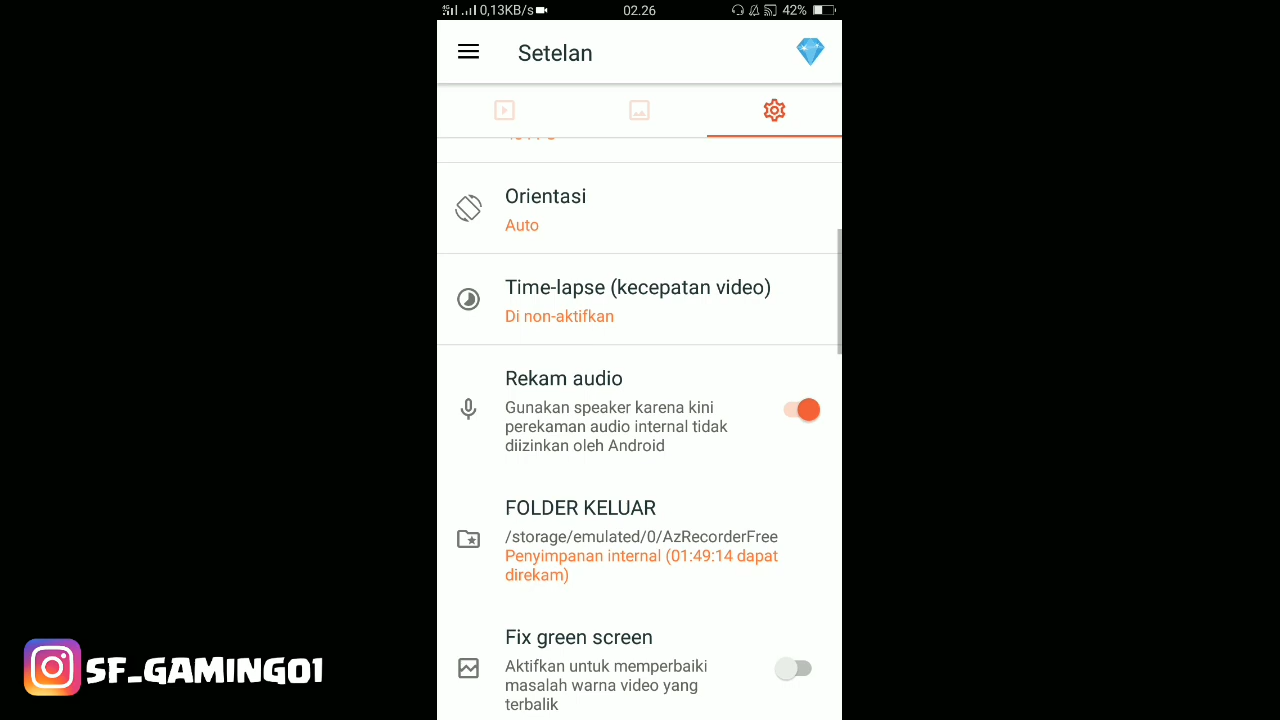 0,13KB/s 02.26 42%
Setelan
Orientasi
Auto
Time-lapse (kecepatan video)
Di non-aktifkan
Rekam audio
Gunakan speaker karena kini
perekaman audio internal tidak
diizinkan oleh Android
FOLDER KELUAR
/storage/emulated/0/AzRecorderFree
Penyimpanan internal (01:49:14 dapat
direkam)
Fix green screen
Aktifkan untuk memperbaiki
masalah warna video yang
terbalik
SF_GAMING01